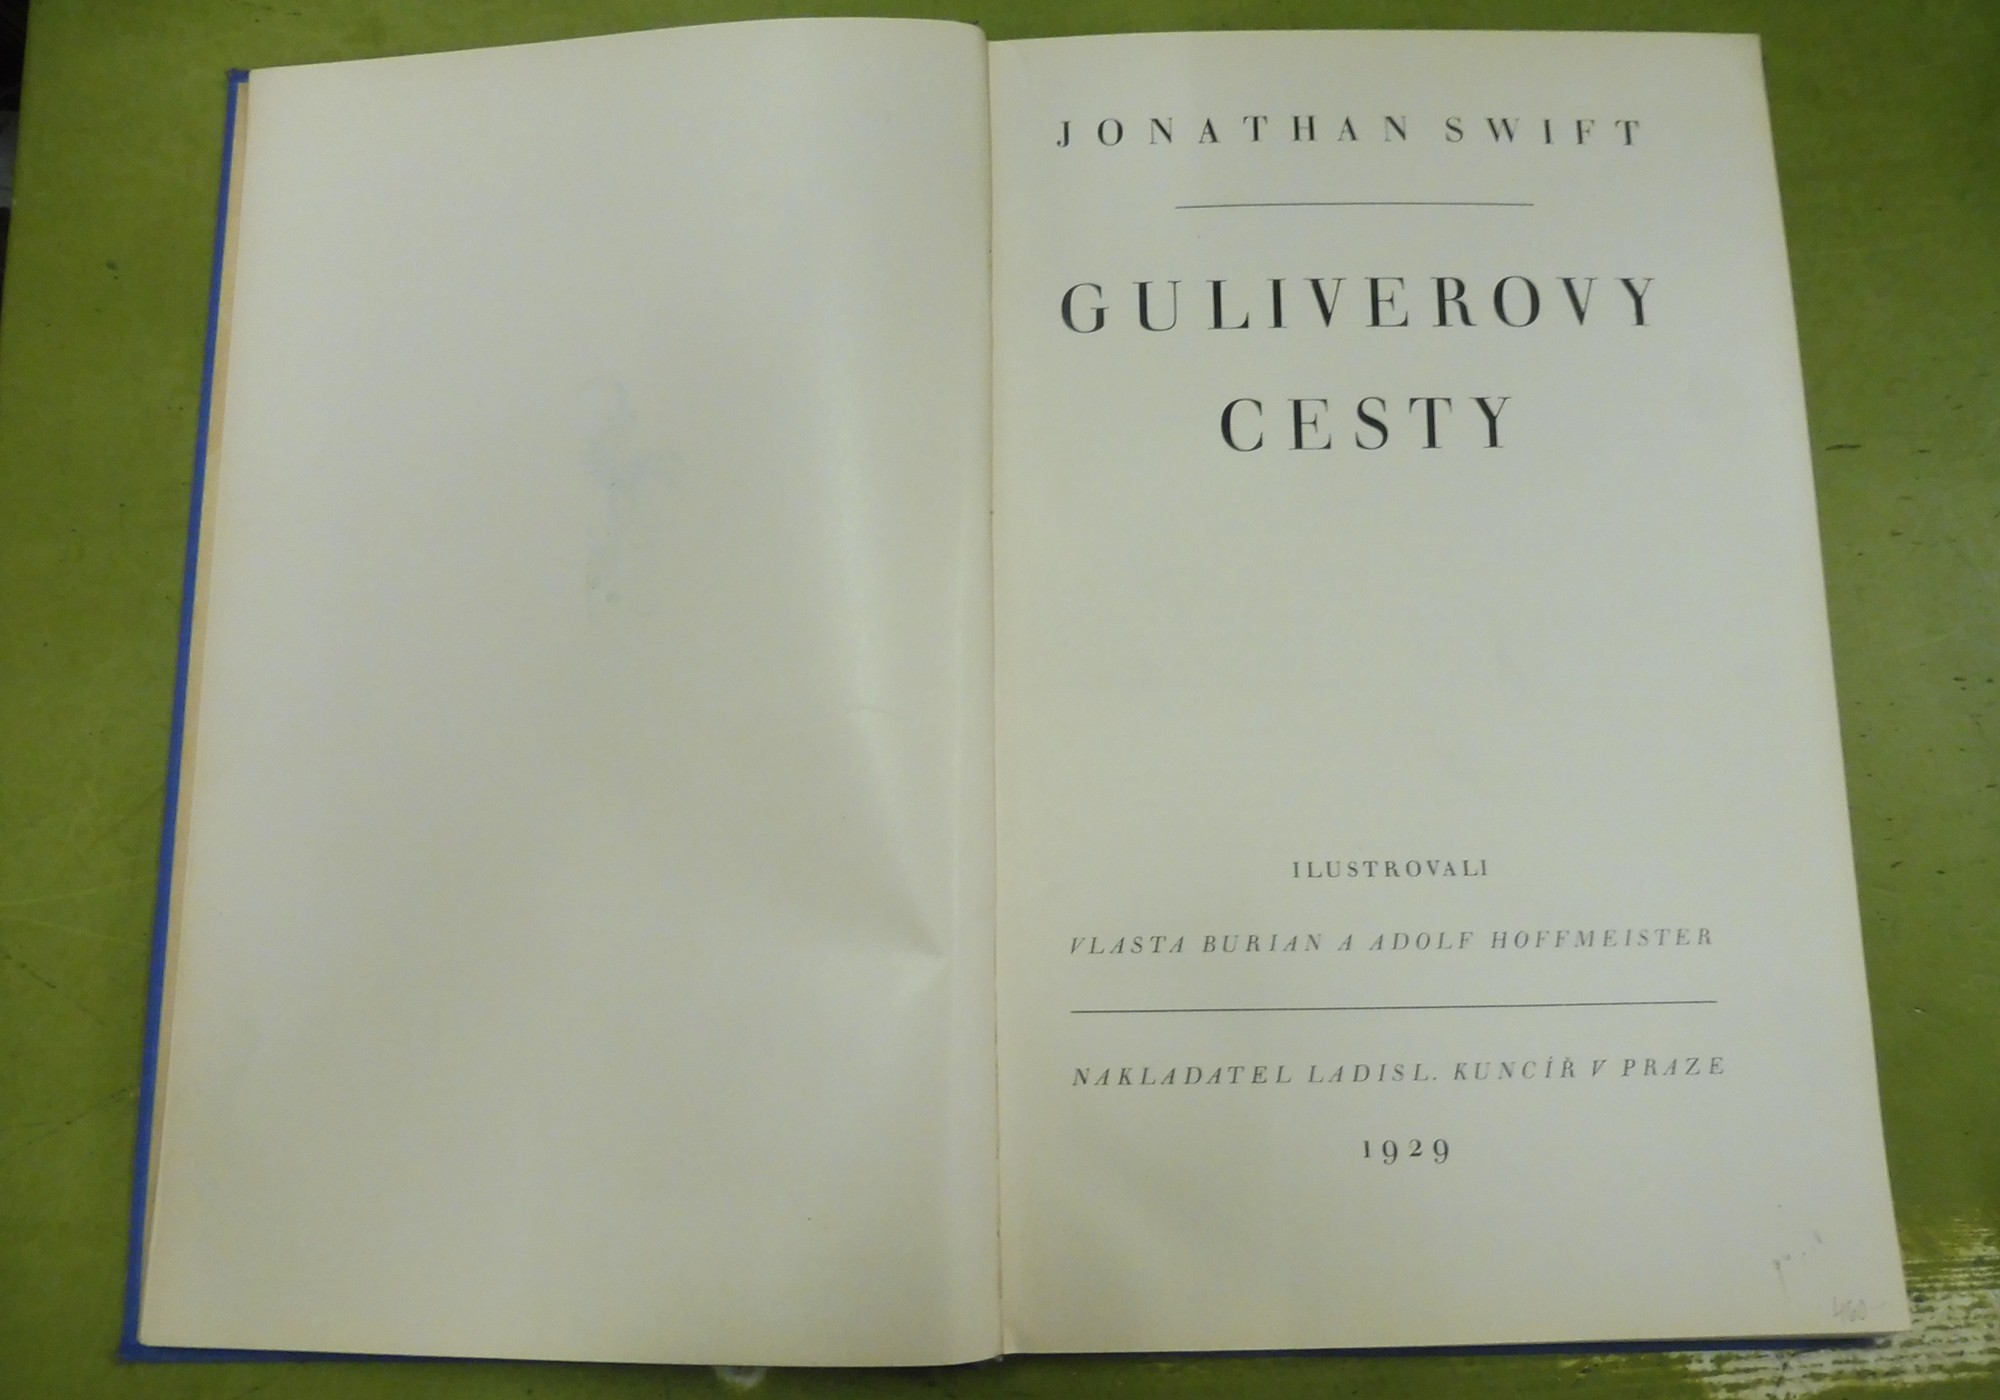 JONATHAN SWIFT
GULIVEROVY
CESTY
ILUSTROVALI
VLASTA BURIAN A ADOLF HOFFMEISTER
NAKLADATEL LADISL. KUNCÍŘ V PRAZE
1929